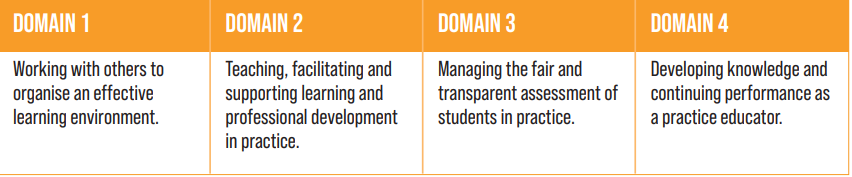 DOMAIN 1
Working with others to
organise an effective
learning environment.
DOMAIN 2
Teaching, facilitating and
supporting learning and
professional development
in practice.
DOMAIN 3
Managing the fair and
transparent assessment of
students in practice.
DOMAIN 4
Developing knowledge and
continuing performance as
a practice educator.